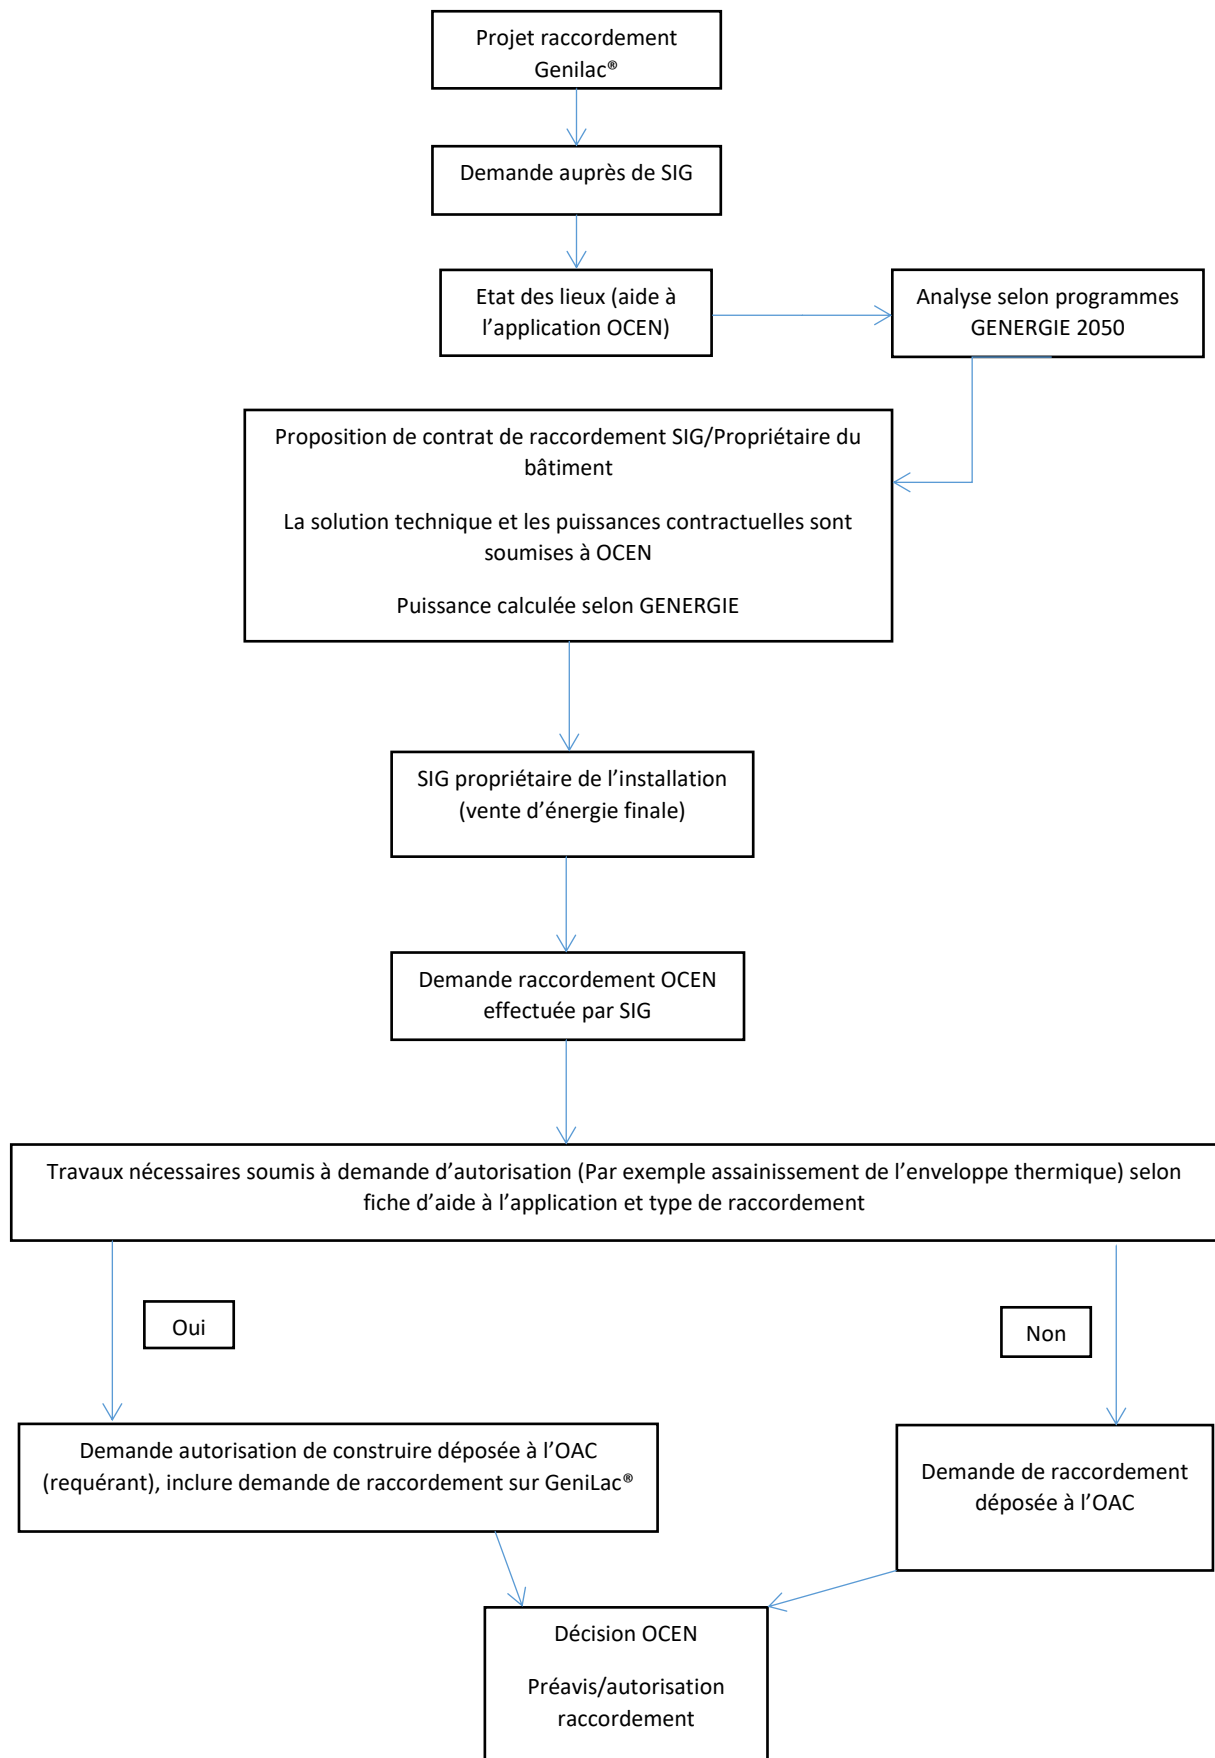 Projet raccordement
Genilac®
Demande auprès de SIG
Etat des lieux (aide à
l’application OCEN)
Analyse selon programmes
GENERGIE 2050
Proposition de contrat de raccordement SIG/Propriétaire du
bâtiment
La solution technique et les puissances contractuelles sont
soumises à OCEN
Puissance calculée selon GENERGIE
SIG propriétaire de l’installation
(vente d’énergie finale)
Demande raccordement OCEN
effectuée par SIG
Travaux nécessaires soumis à demande d’autorisation (Par exemple assainissement de l’enveloppe thermique) selon
fiche d’aide à l’application et type de raccordement
Oui
Non
Demande autorisation de construire déposée à l’OAC
(requérant), inclure demande de raccordement sur GeniLac®
Demande de raccordement
déposée à l’OAC
Décision OCEN
Préavis/autorisation
raccordement